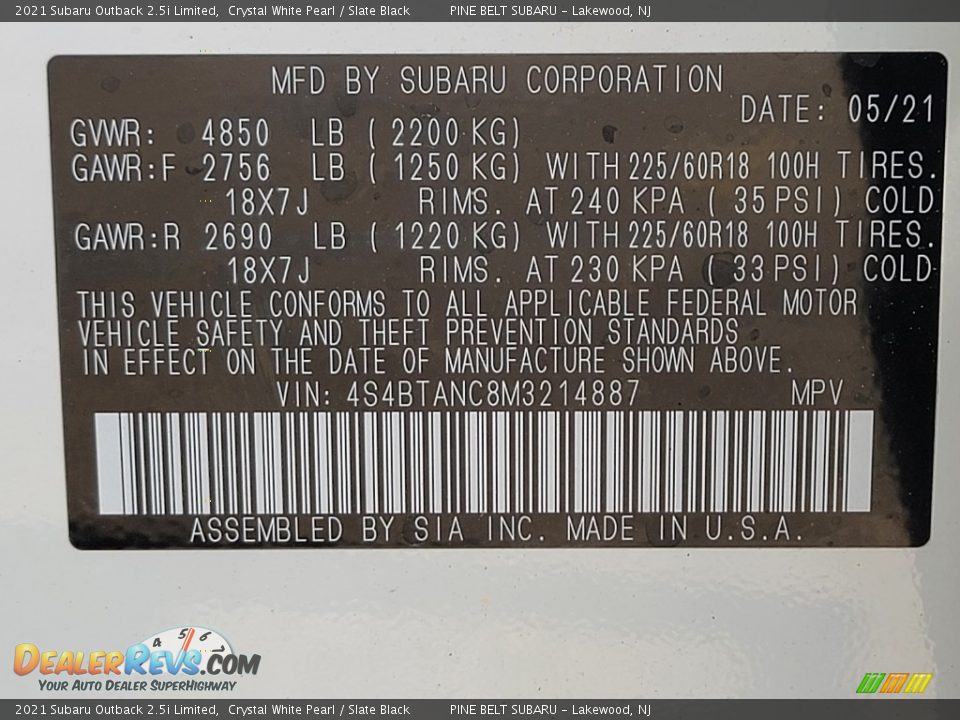 2021 Subaru Outback 2.5i Limited, Crystal White Pearl / Slate Black PINE BELT SUBARU - Lakewood, NJ
MFD BY SUBARU CORPORATION
DATE: 05/21
GVWR: 4850 LB ( 2200 KG)
GAWR:F 2756 LB ( 1250 KG) WITH 225/60R18 100H TIRES.
18X7J RIMS. AT 240 KPA ( 35 PSI) COLD
GAWR:R 2690 LB ( 1220 KG) WITH 225/60R18 100H TIRES.
18X7J RIMS. AT 230 KPA ( 33 PSI) COLD
THIS VEHICLE CONFORMS TO ALL APPLICABLE FEDERAL MOTOR
VEHICLE SAFETY AND THEFT PREVENTION STANDARDS
IN EFFECT ON THE DATE OF MANUFACTURE SHOWN ABOVE.
VIN: 4S4BTANC8M3214887 MPV
ASSEMBLED BY SIA INC. MADE IN U.S.A.
4 5 6 7
DEALERREVS.COM
YOUR AUTO DEALER SUPERHIGHWAY
2021 Subaru Outback 2.5i Limited, Crystal White Pearl / Slate Black PINE BELT SUBARU - Lakewood, NJ